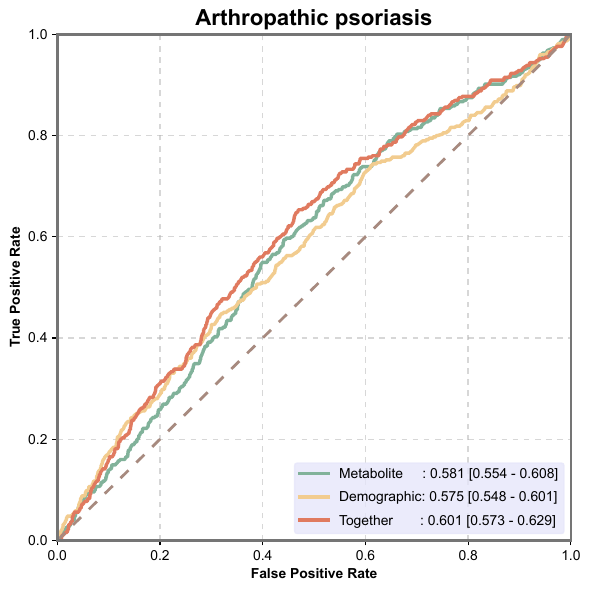 Arthropathic psoriasis
1.0
0.8
0.6
0.4
0.2
0.0
True Positive Rate
Metabolite : 0.581 [0.554 - 0.608]
Demographic: 0.575 [0.548 - 0.601]
Together : 0.601 [0.573 - 0.629]
0.0 0.2 0.4 0.6 0.8 1.0
False Positive Rate